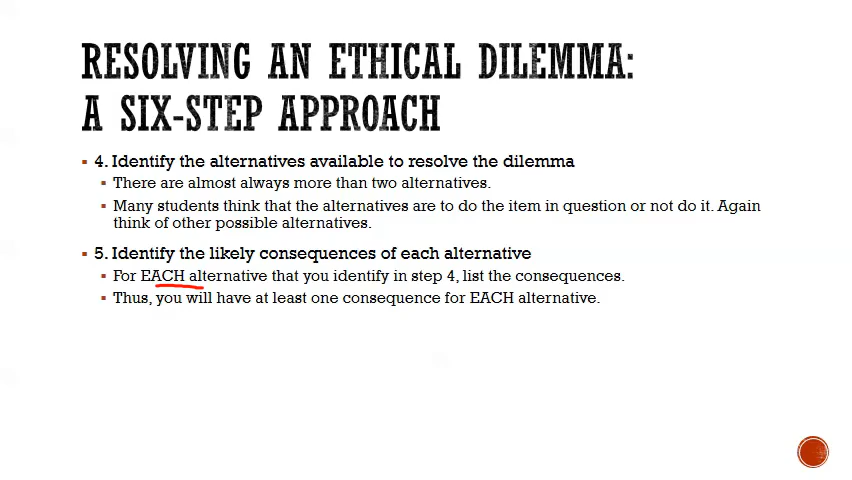 RESOLVING AN ETHICAL DILEMMA:
A SIX-STEP APPROACH
4. Identify the alternatives available to resolve the dilemma
There are almost always more than two alternatives.
Many students think that the alternatives are to do the item in question or not do it. Again
think of other possible alternatives.
5. Identify the likely consequences of each alternative
For EACH alternative that you identify in step 4, list the consequences.
Thus, you will have at least one consequence for EACH alternative.